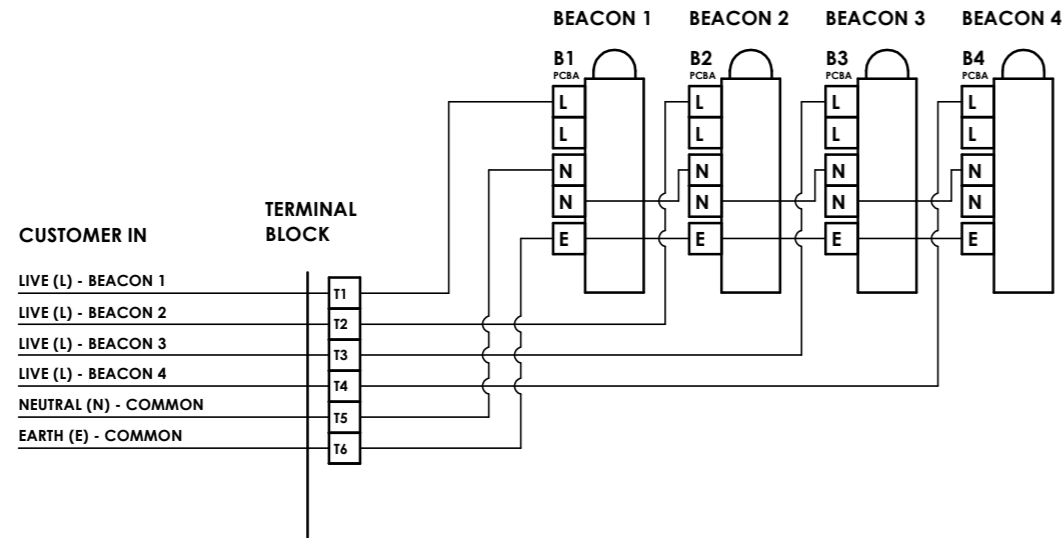 BEACON 1 BEACON 2 BEACON 3 BEACON 4
B1 B2 B3 B4
PCBA PCBA PCBA PCBA
L L L L
L L L L
N N N N
N N N N
E E E E
CUSTOMER IN
TERMINAL
BLOCK
LIVE (L) - BEACON 1 T1
LIVE (L) - BEACON 2 T2
LIVE (L) - BEACON 3 T3
LIVE (L) - BEACON 4 T4
NEUTRAL (N) - COMMON T5
EARTH (E) - COMMON T6